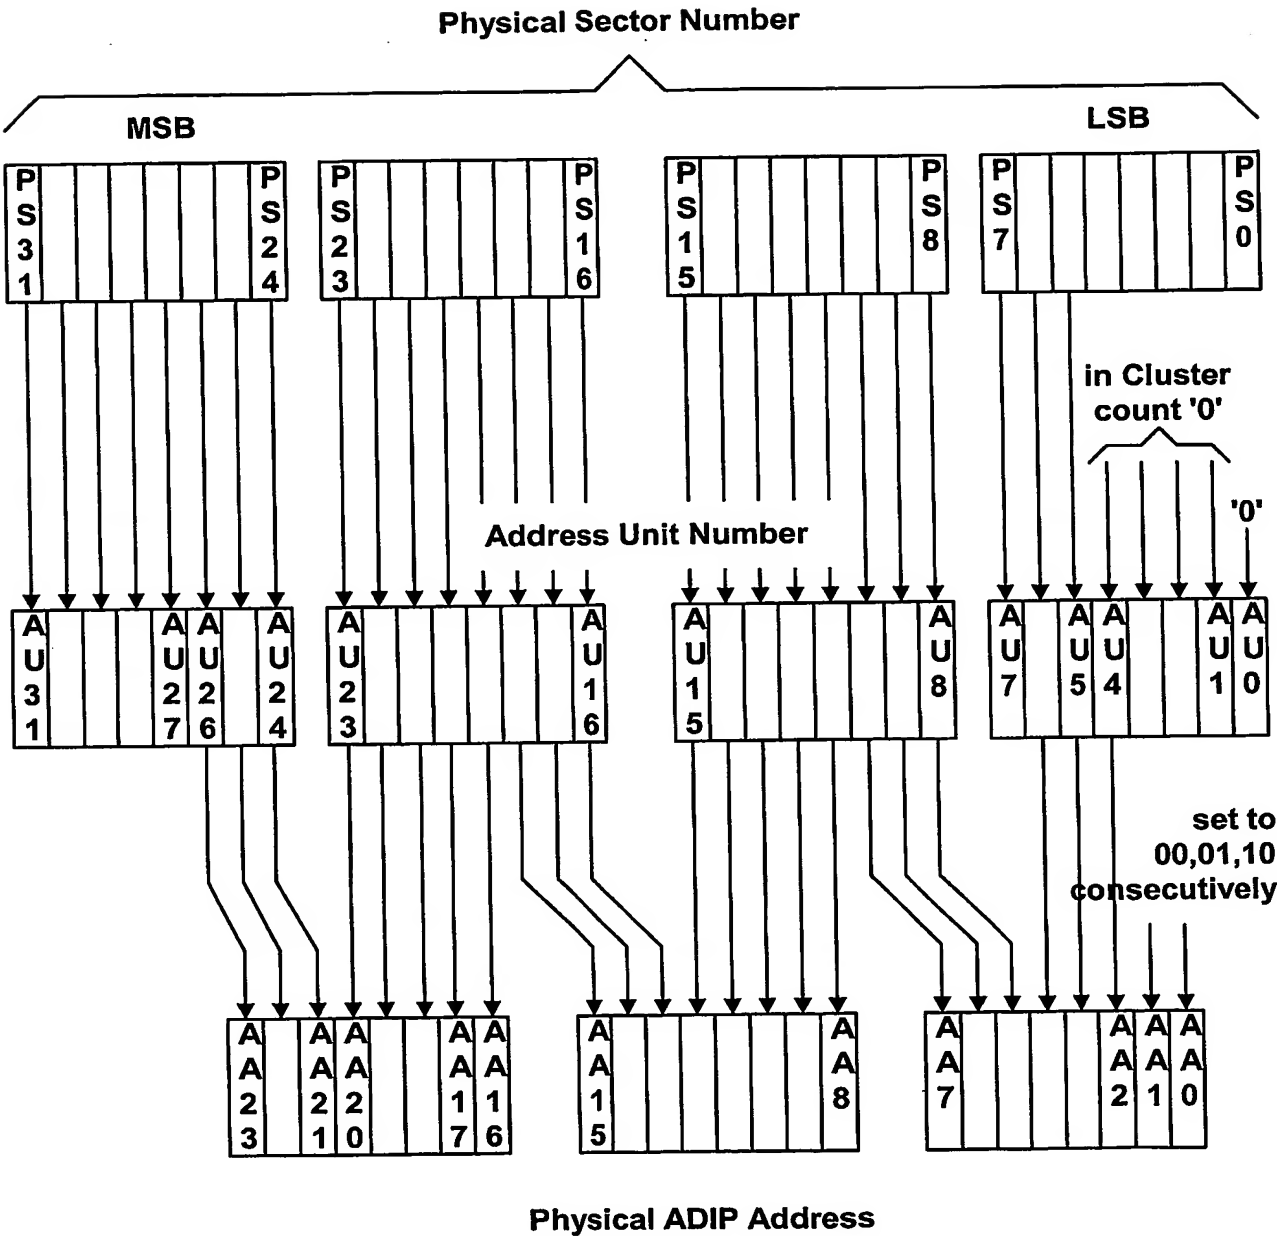 Physical Sector Number
MSB
LSB
PS31
PS24
PS23
PS16
PS15
PS8
PS7
PS0
in Cluster
count '0'
'0'
Address Unit Number
AU31
AU27
AU26
AU24
AU23
AU16
AU15
AU8
AU7
AU5
AU4
AU1
AU0
set to
00,01,10
consecutively
AA23
AA21
AA20
AA17
AA16
AA15
AA8
AA7
AA2
AA1
AA0
Physical ADIP Address